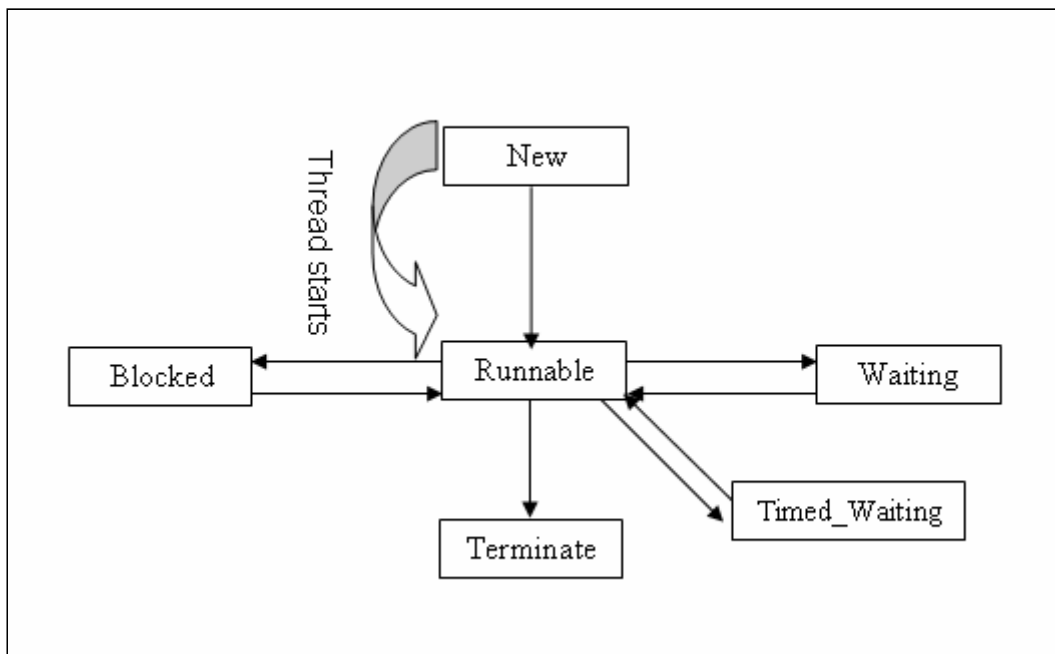 New
Thread starts
Blocked
Runnable
Waiting
Timed_Waiting
Terminate